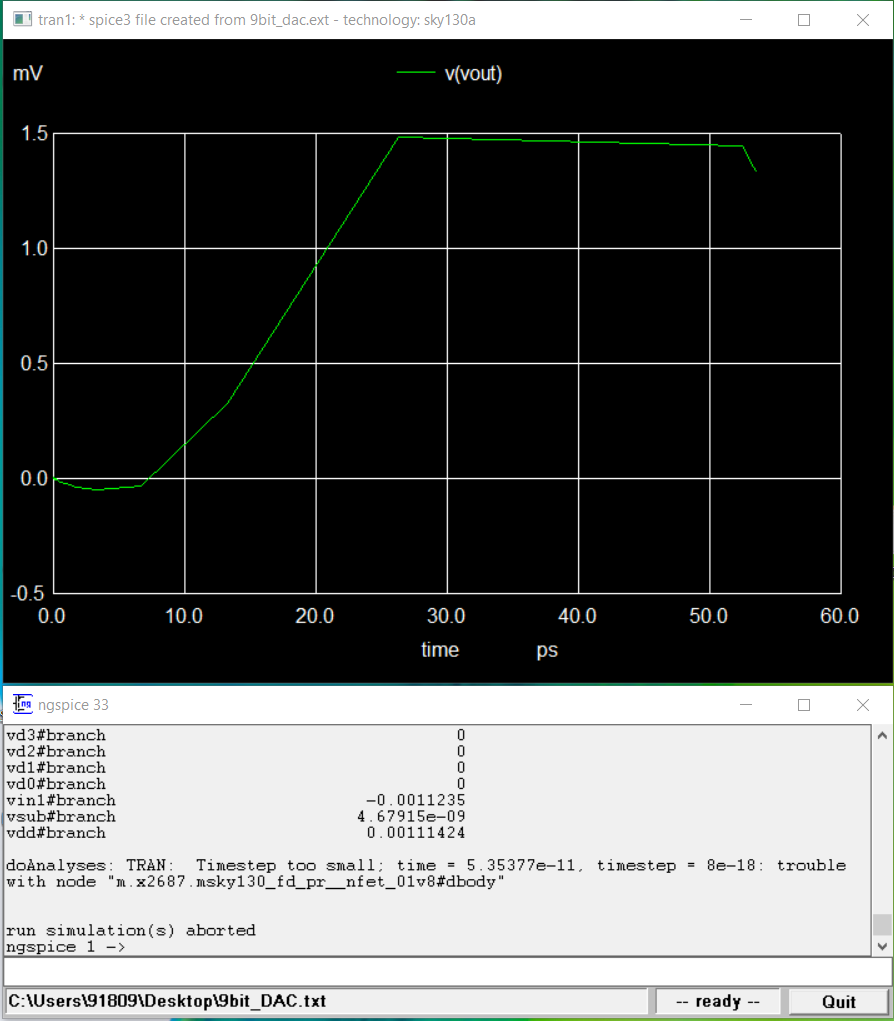 tran1: * spice3 file created from 9bit_dac.ext - technology: sky130a
mV
v(vout)
1.5
1.0
0.5
0.0
-0.5
0.0 10.0 20.0 30.0 40.0 50.0 60.0
time ps
ngspice 33
vd3#branch 0
vd2#branch 0
vd1#branch 0
vd0#branch 0
vin1#branch -0.0011235
vsub#branch 4.67915e-09
vdd#branch 0.00111424
doAnalyses: TRAN: Timestep too small; time = 5.35377e-11, timestep = 8e-18: trouble
with node "m.x2687.msky130_fd_pr__nfet_01v8#dbody"
run simulation(s) aborted
ngspice 1 ->
C:\Users\91809\Desktop\9bit_DAC.txt -- ready -- Quit